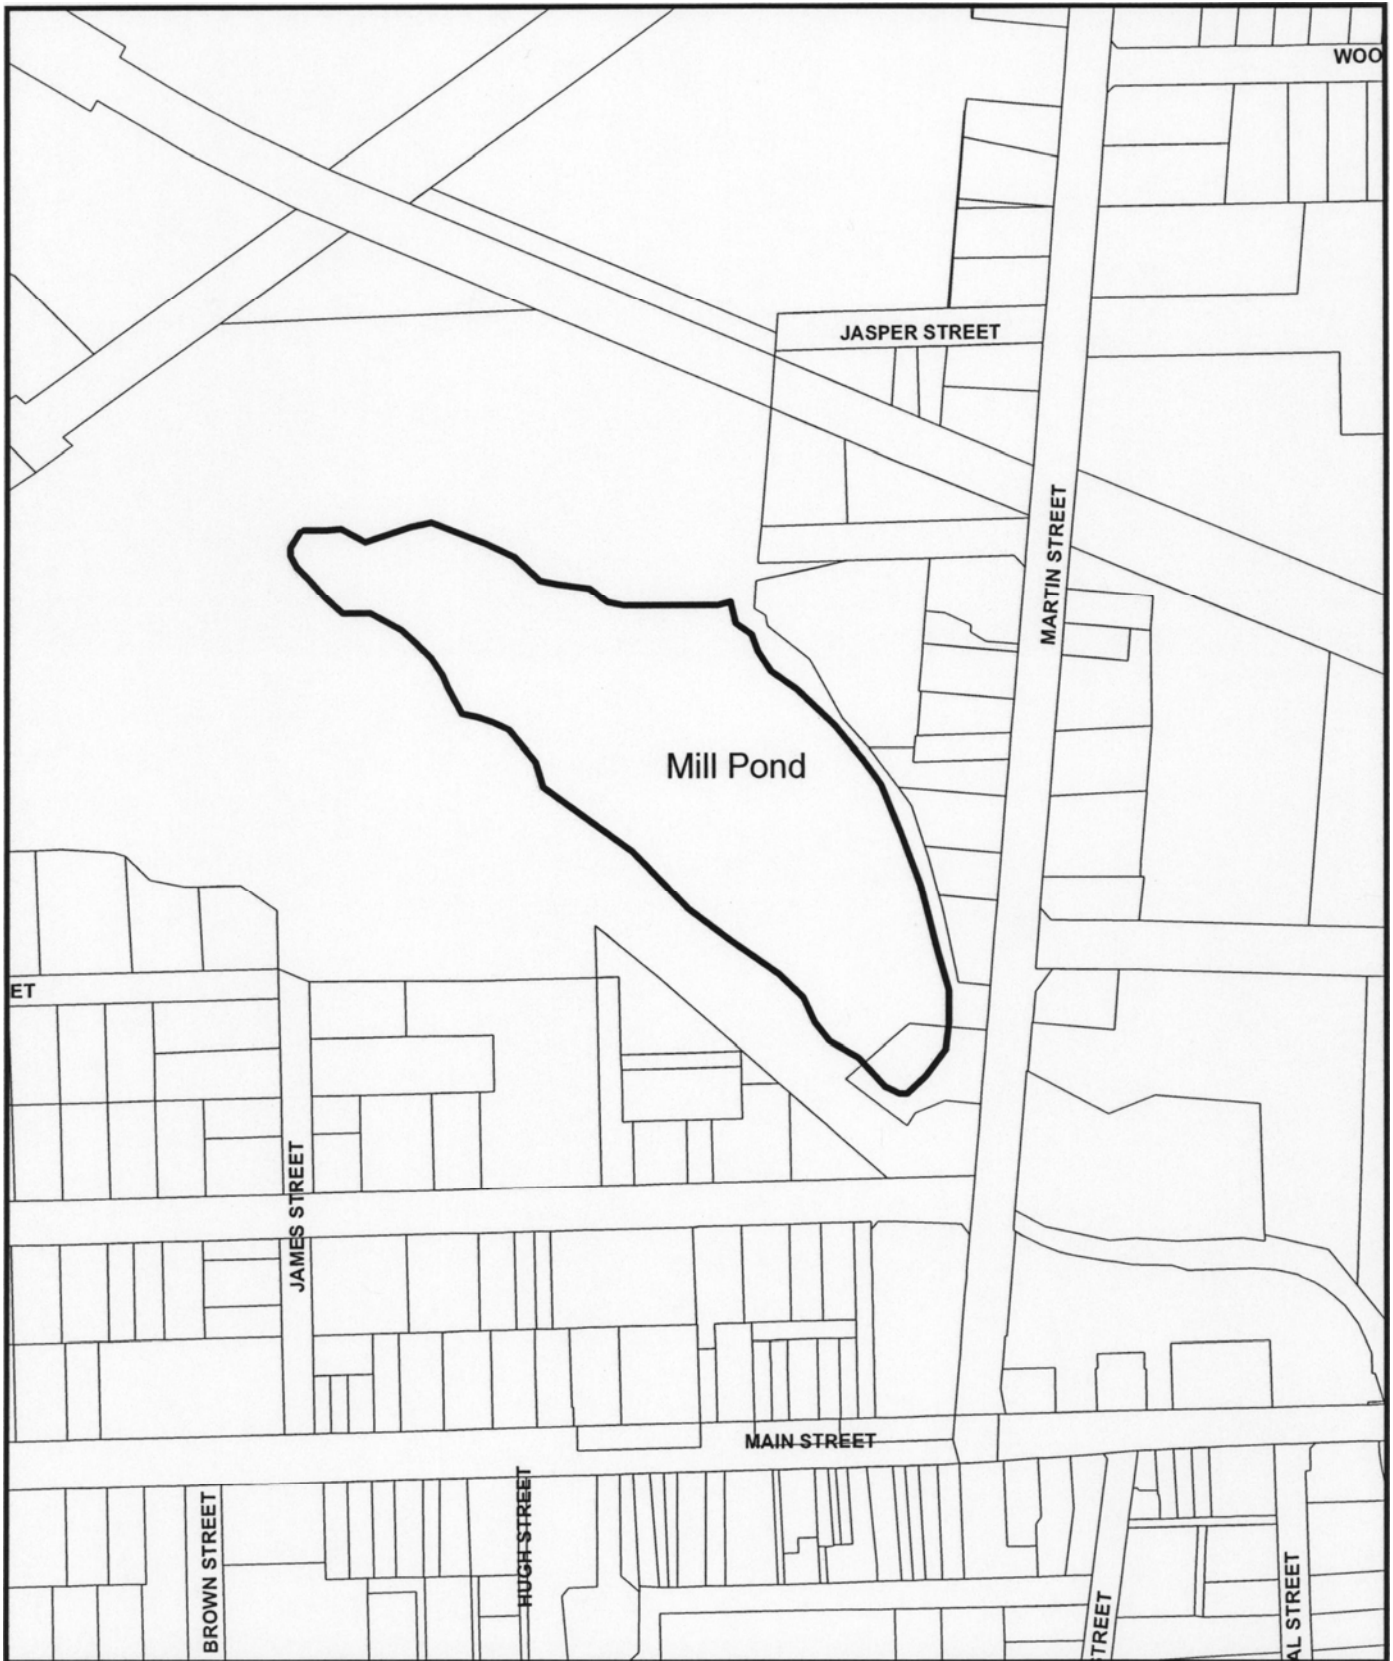 WOO
JASPER STREET
MARTIN STREET
Mill Pond
ET
JAMES STREET
MAIN STREET
HUGH STREET
BROWN STREET
TREET
AL STREET